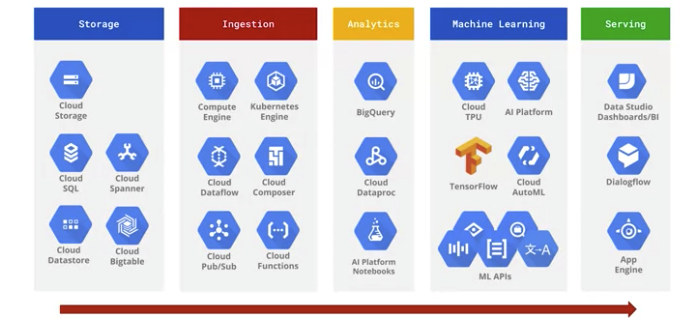 Storage
Ingestion
Analytics
Machine Learning
Serving
Cloud
Storage
Cloud
SQL
Cloud
Spanner
Cloud
Datastore
Cloud
Bigtable
Compute
Engine
Kubernetes
Engine
Cloud
Dataflow
Cloud
Composer
Cloud
Pub/Sub
Cloud
Functions
BigQuery
Cloud
Dataproc
AI Platform
Notebooks
Cloud
TPU
AI Platform
TensorFlow
Cloud
AutoML
文→A
ML APIs
Data Studio
Dashboards/BI
Dialogflow
App
Engine